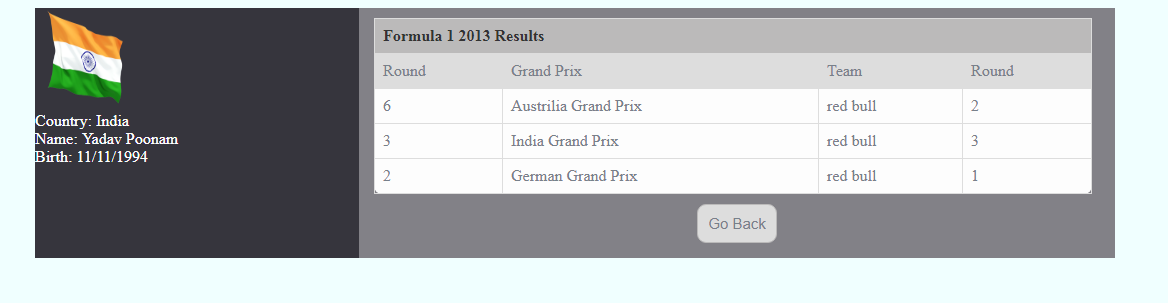 Country: India
Name: Yadav Poonam
Birth: 11/11/1994
Formula 1 2013 Results
Round Grand Prix Team Round
6 Austrilia Grand Prix red bull 2
3 India Grand Prix red bull 3
2 German Grand Prix red bull 1
Go Back